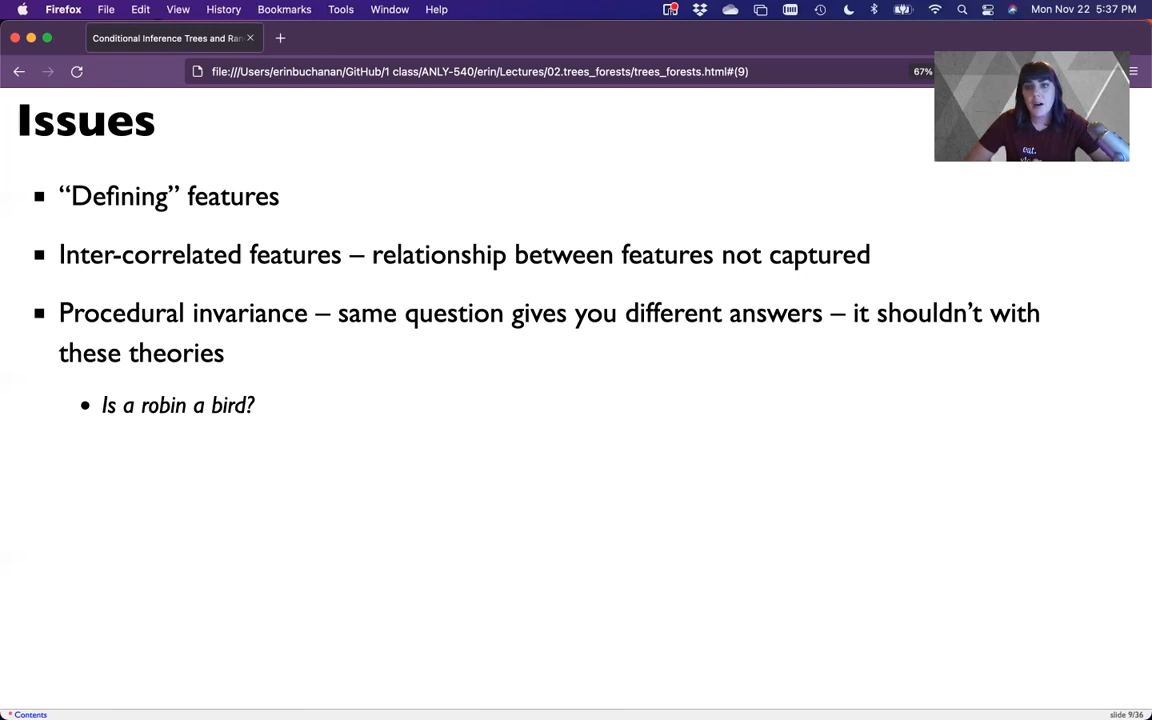 Firefox File Edit View History Bookmarks Tools Window Help Mon Nov 22 5:37 PM
Conditional Inference Trees and Ran
file:///Users/erinbuchanan/GitHub/1 class/ANLY-540/erin/Lectures/02.trees_forests/trees_forests.html#(9) 67%
Issues
eat.
“Defining” features
Inter-correlated features – relationship between features not captured
Procedural invariance – same question gives you different answers – it shouldn’t with
these theories
Is a robin a bird?
* Contents
slide 9/36